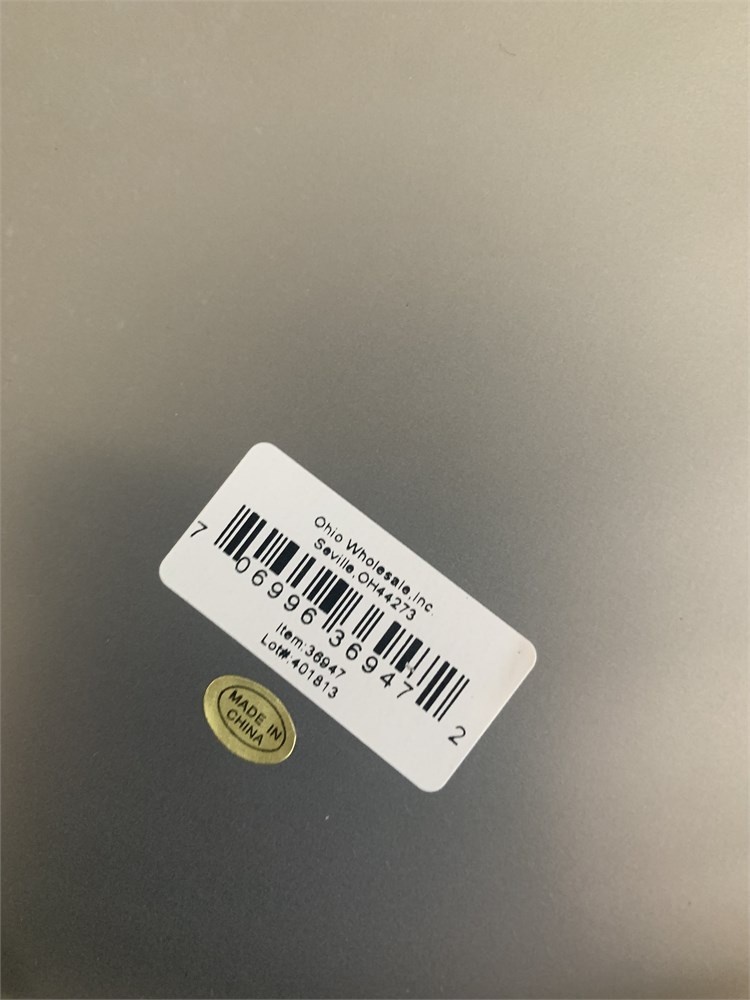 Ohio Wholesale,Inc.
Seville,OH44273
7 06996 36947 2
Item:36947
Lot#:401813
MADE IN
CHINA